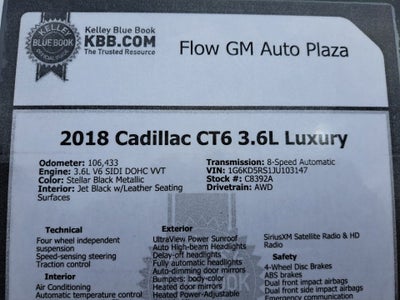 KELLEY
BLUE BOOK
Kelley Blue Book
KBB.COM
The Trusted Resource
Flow GM Auto Plaza
2018 Cadillac CT6 3.6L Luxury
Odometer: 106,433
Engine: 3.6L V6 SIDI DOHC VVT
Color: Stellar Black Metallic
Interior: Jet Black w/Leather Seating
Surfaces
Transmission: 8-Speed Automatic
VIN: 1G6KD5RS1JU103147
Stock #: C8392A
Drivetrain: AWD
Technical
Four wheel independent
suspension
Speed-sensing steering
Traction control
Interior
Air Conditioning
Automatic temperature control
Exterior
UltraView Power Sunroof
Auto High-beam Headlights
Delay-off headlights
Fully automatic headlights
Auto-dimming door mirrors
Bumpers: body-color
Heated door mirrors
Heated Power-Adjustable
SiriusXM Satellite Radio & HD
Radio
Safety
4-Wheel Disc Brakes
ABS brakes
Dual front impact airbags
Dual front side impact airbags